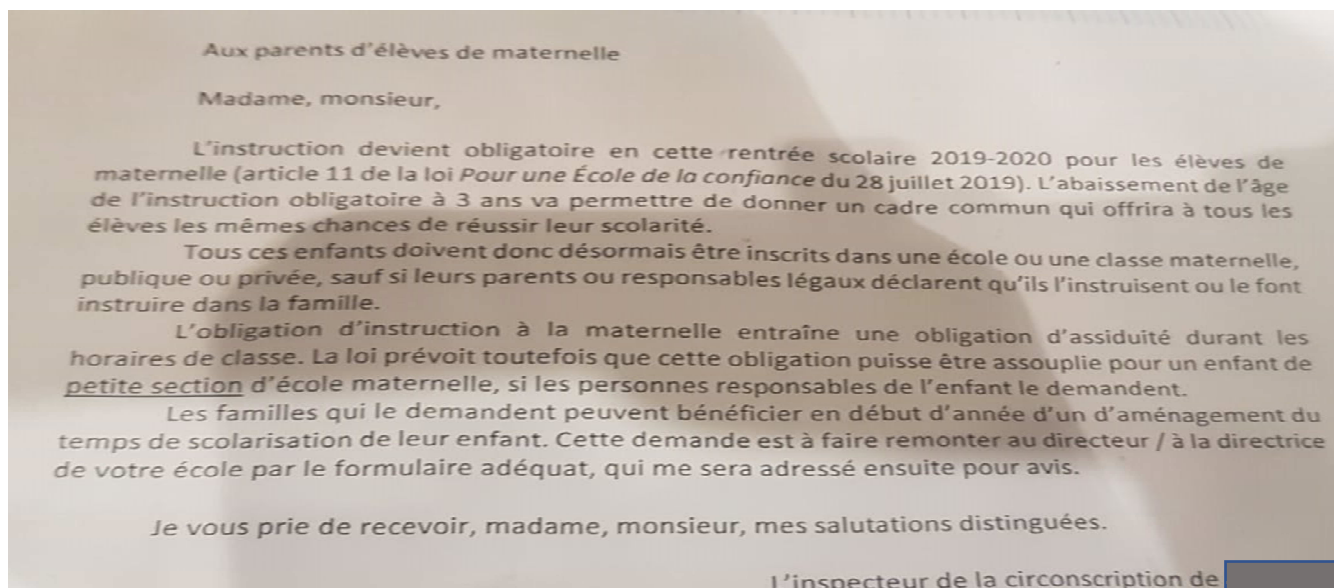 Aux parents d'élèves de maternelle
Madame, monsieur,
L'instruction devient obligatoire en cette rentrée scolaire 2019-2020 pour les élèves de
maternelle (article 11 de la loi Pour une École de la confiance du 28 juillet 2019). L'abaissement de l'âge
de l'instruction obligatoire à 3 ans va permettre de donner un cadre commun qui offrira à tous les
élèves les mêmes chances de réussir leur scolarité.
Tous ces enfants doivent donc désormais être inscrits dans une école ou une classe maternelle,
publique ou privée, sauf si leurs parents ou responsables légaux déclarent qu'ils l'instruisent ou le font
instruire dans la famille.
L'obligation d'instruction à la maternelle entraîne une obligation d'assiduité durant les
horaires de classe. La loi prévoit toutefois que cette obligation puisse être assouplie pour un enfant de
petite section d'école maternelle, si les personnes responsables de l'enfant le demandent.
Les familles qui le demandent peuvent bénéficier en début d'année d'un d'aménagement du
temps de scolarisation de leur enfant. Cette demande est à faire remonter au directeur / à la directrice
de votre école par le formulaire adéquat, qui me sera adressé ensuite pour avis.
Je vous prie de recevoir, madame, monsieur, mes salutations distinguées.
L'inspecteur de la circonscription de